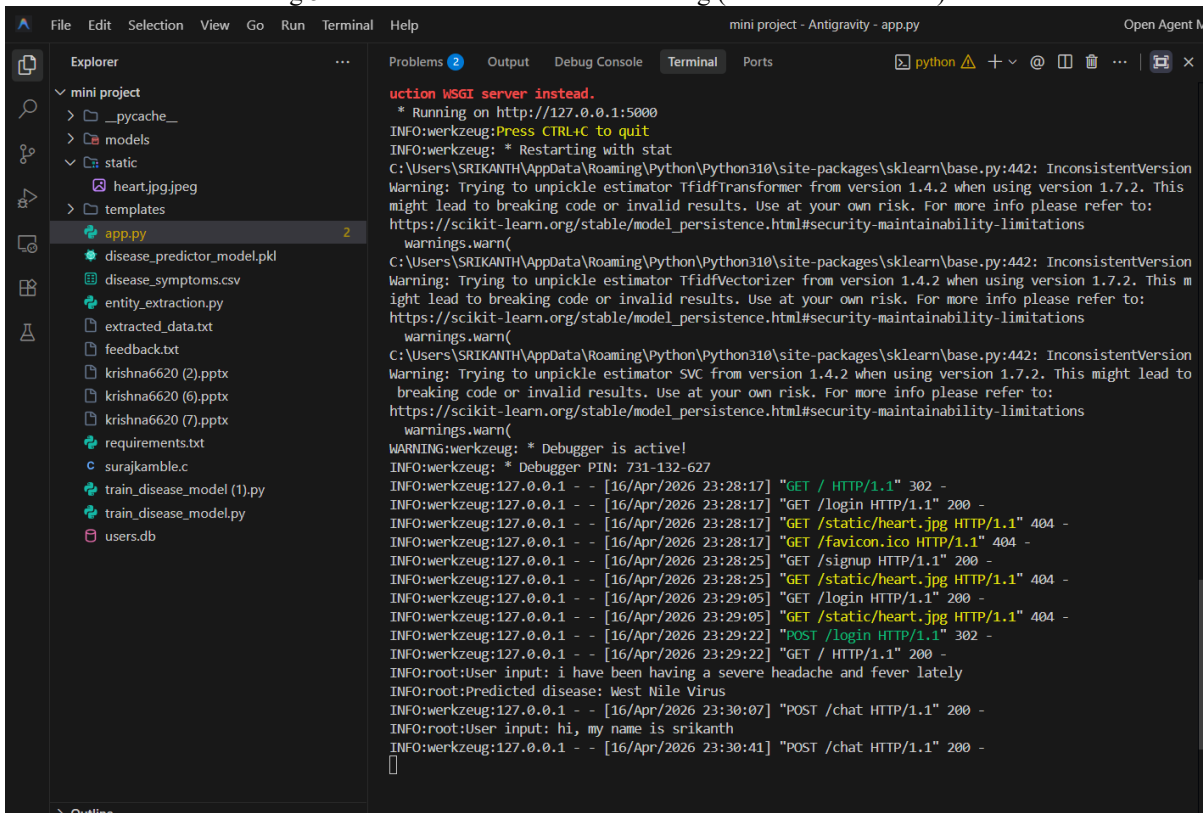 File Edit Selection View Go Run Terminal Help mini project - Antigravity - app.py Open Agent M
Explorer ...
Problems 2 Output Debug Console Terminal Ports python
mini project
__pycache__
models
static
heart.jpg.jpeg
templates
app.py 2
disease_predictor_model.pkl
disease_symptoms.csv
entity_extraction.py
extracted_data.txt
feedback.txt
krishna6620 (2).pptx
krishna6620 (6).pptx
krishna6620 (7).pptx
requirements.txt
surajkamble.c
train_disease_model (1).py
train_disease_model.py
users.db
uction WSGI server instead.
* Running on http://127.0.0.1:5000
INFO:werkzeug:Press CTRL+C to quit
INFO:werkzeug: * Restarting with stat
C:\Users\SRIKANTH\AppData\Roaming\Python\Python310\site-packages\sklearn\base.py:442: InconsistentVersion
Warning: Trying to unpickle estimator TfidfTransformer from version 1.4.2 when using version 1.7.2. This
might lead to breaking code or invalid results. Use at your own risk. For more info please refer to:
https://scikit-learn.org/stable/model_persistence.html#security-maintainability-limitations
warnings.warn(
C:\Users\SRIKANTH\AppData\Roaming\Python\Python310\site-packages\sklearn\base.py:442: InconsistentVersion
Warning: Trying to unpickle estimator TfidfVectorizer from version 1.4.2 when using version 1.7.2. This m
ight lead to breaking code or invalid results. Use at your own risk. For more info please refer to:
https://scikit-learn.org/stable/model_persistence.html#security-maintainability-limitations
warnings.warn(
C:\Users\SRIKANTH\AppData\Roaming\Python\Python310\site-packages\sklearn\base.py:442: InconsistentVersion
Warning: Trying to unpickle estimator SVC from version 1.4.2 when using version 1.7.2. This might lead to
breaking code or invalid results. Use at your own risk. For more info please refer to:
https://scikit-learn.org/stable/model_persistence.html#security-maintainability-limitations
warnings.warn(
WARNING:werkzeug: * Debugger is active!
INFO:werkzeug: * Debugger PIN: 731-132-627
INFO:werkzeug:127.0.0.1 - - [16/Apr/2026 23:28:17] "GET / HTTP/1.1" 302 -
INFO:werkzeug:127.0.0.1 - - [16/Apr/2026 23:28:17] "GET /login HTTP/1.1" 200 -
INFO:werkzeug:127.0.0.1 - - [16/Apr/2026 23:28:17] "GET /static/heart.jpg HTTP/1.1" 404 -
INFO:werkzeug:127.0.0.1 - - [16/Apr/2026 23:28:17] "GET /favicon.ico HTTP/1.1" 404 -
INFO:werkzeug:127.0.0.1 - - [16/Apr/2026 23:28:25] "GET /signup HTTP/1.1" 200 -
INFO:werkzeug:127.0.0.1 - - [16/Apr/2026 23:28:25] "GET /static/heart.jpg HTTP/1.1" 404 -
INFO:werkzeug:127.0.0.1 - - [16/Apr/2026 23:29:05] "GET /login HTTP/1.1" 200 -
INFO:werkzeug:127.0.0.1 - - [16/Apr/2026 23:29:05] "GET /static/heart.jpg HTTP/1.1" 404 -
INFO:werkzeug:127.0.0.1 - - [16/Apr/2026 23:29:22] "POST /login HTTP/1.1" 302 -
INFO:werkzeug:127.0.0.1 - - [16/Apr/2026 23:29:22] "GET / HTTP/1.1" 200 -
INFO:root:User input: i have been having a severe headache and fever lately
INFO:root:Predicted disease: West Nile Virus
INFO:werkzeug:127.0.0.1 - - [16/Apr/2026 23:30:07] "POST /chat HTTP/1.1" 200 -
INFO:root:User input: hi, my name is srikanth
INFO:werkzeug:127.0.0.1 - - [16/Apr/2026 23:30:41] "POST /chat HTTP/1.1" 200 -